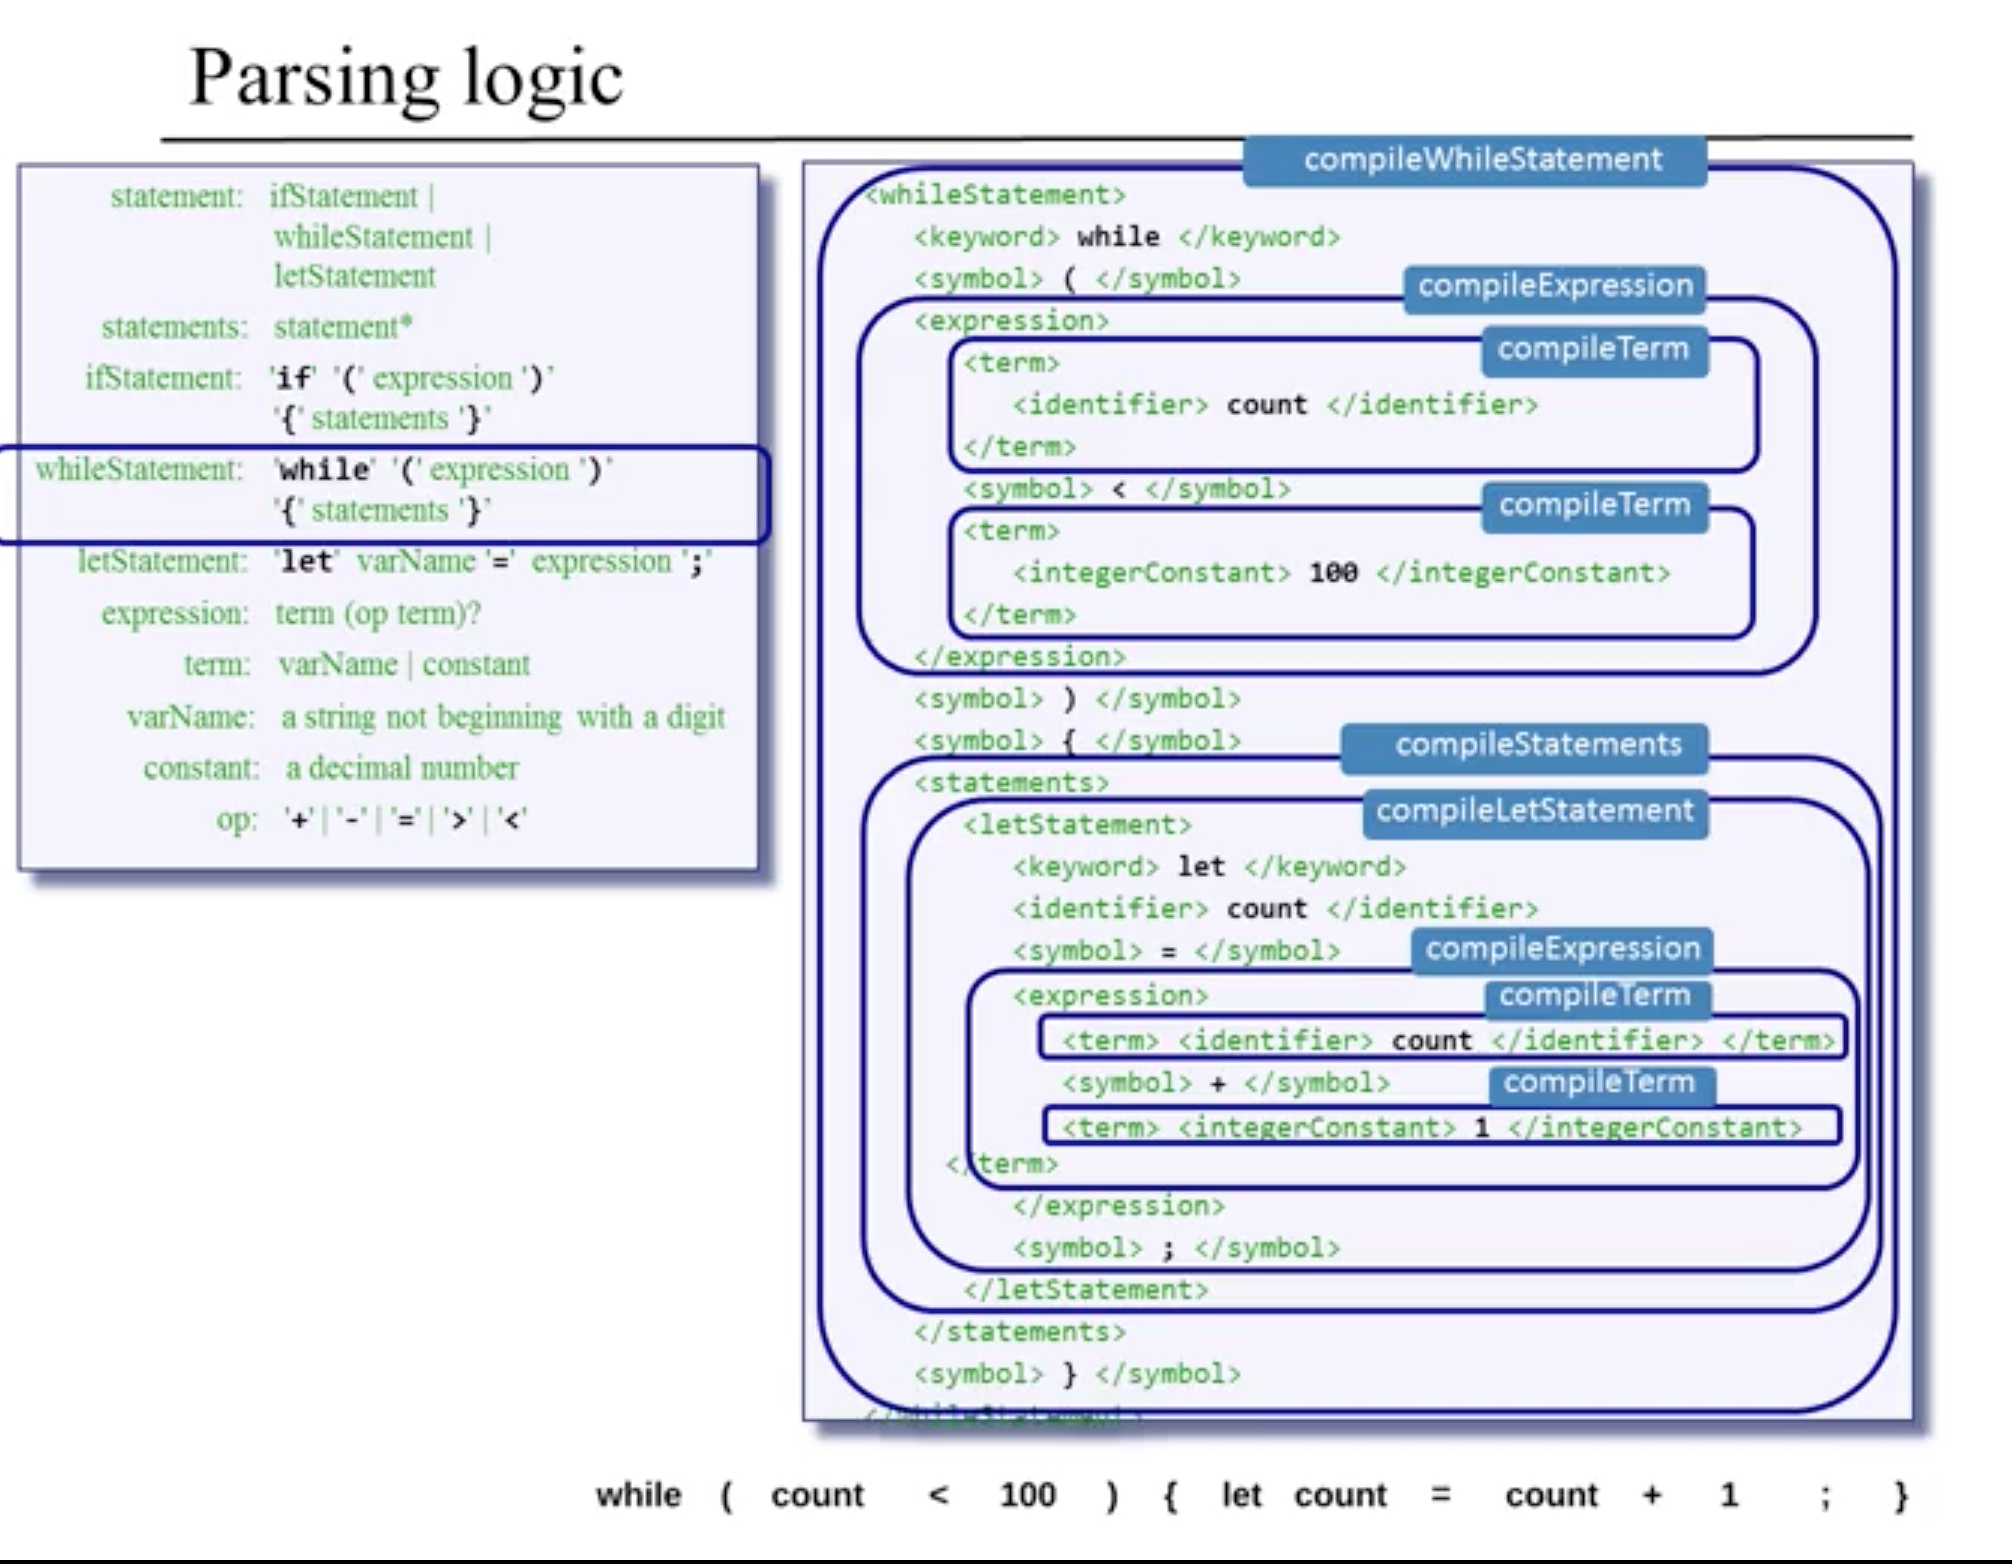 Parsing logic
statement: ifStatement |
whileStatement |
letStatement
statements: statement*
ifStatement: 'if' '(' expression ')'
'{' statements '}'
whileStatement: 'while' '(' expression ')'
'{' statements '}'
letStatement: 'let' varName '=' expression ';'
expression: term (op term)?
term: varName | constant
varName: a string not beginning with a digit
constant: a decimal number
op: '+' | '-' | '=' | '>' | '<'
compileWhileStatement
<whileStatement>
<keyword> while </keyword>
<symbol> ( </symbol>
compileExpression
<expression>
compileTerm
<term>
<identifier> count </identifier>
</term>
<symbol> < </symbol>
compileTerm
<term>
<integerConstant> 100 </integerConstant>
</term>
</expression>
<symbol> ) </symbol>
<symbol> { </symbol>
compileStatements
<statements>
compileLetStatement
<letStatement>
<keyword> let </keyword>
<identifier> count </identifier>
<symbol> = </symbol>
compileExpression
<expression>
compileTerm
<term> <identifier> count </identifier> </term>
<symbol> + </symbol>
compileTerm
<term> <integerConstant> 1 </integerConstant>
</term>
</expression>
<symbol> ; </symbol>
</letStatement>
</statements>
<symbol> } </symbol>
</whileStatement>
while ( count < 100 ) { let count = count + 1 ; }